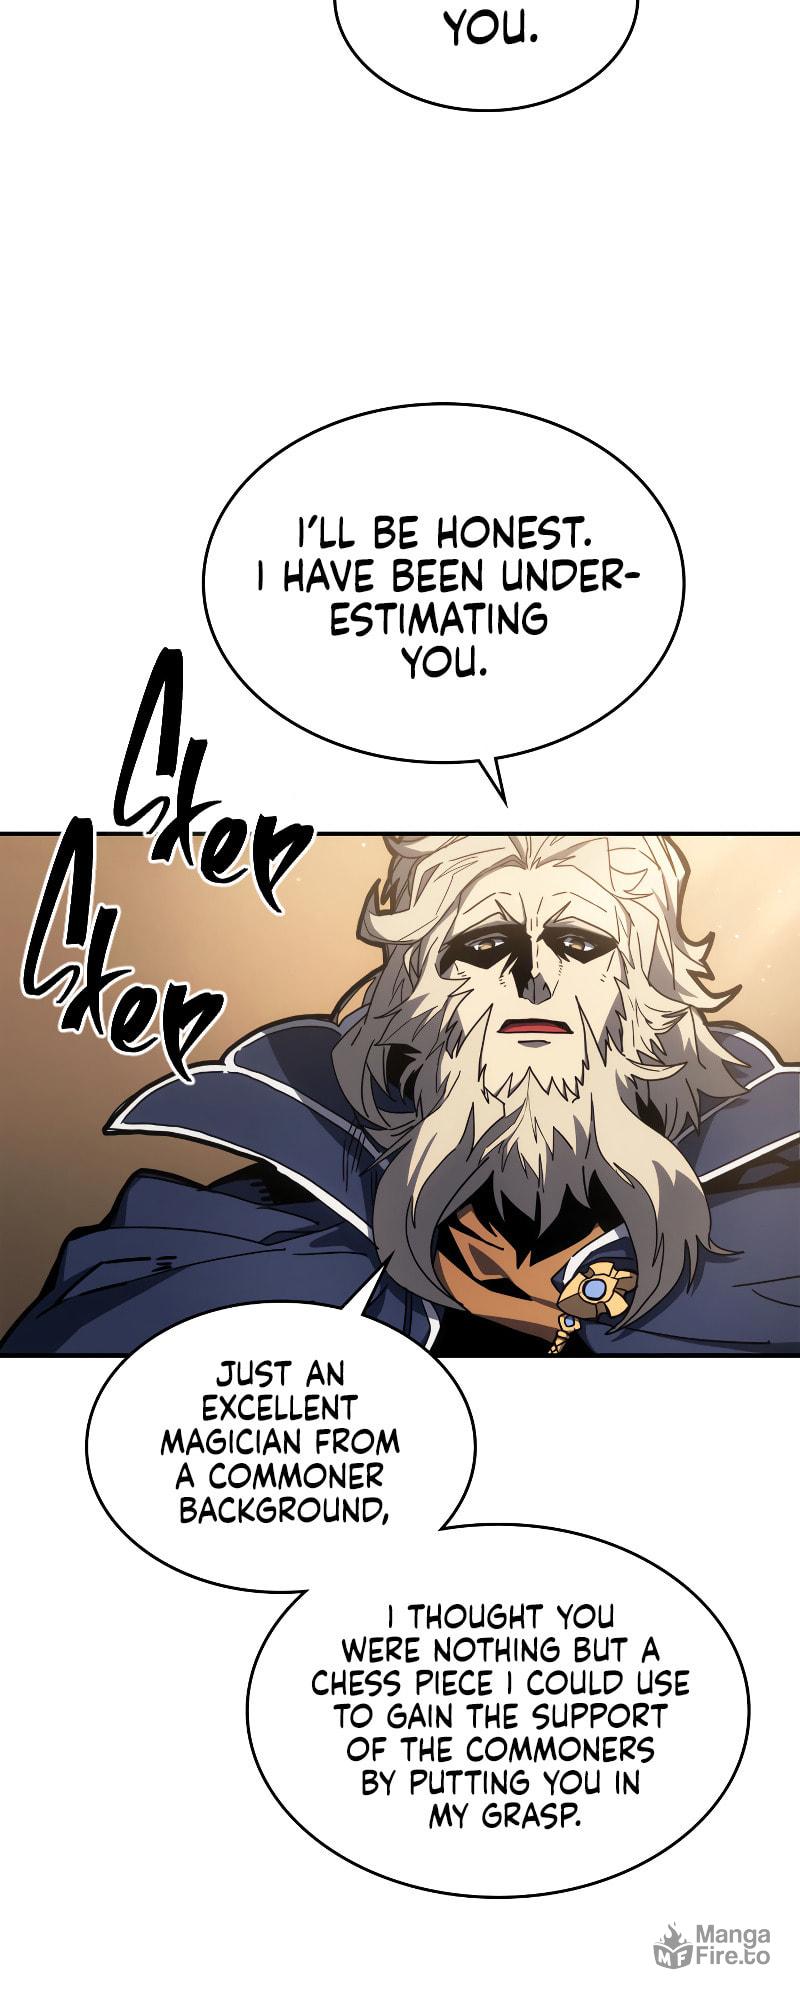 YOU.
I'LL BE HONEST.
I HAVE BEEN UNDER-
ESTIMATING
YOU.
Step
Step
JUST AN
EXCELLENT
MAGICIAN FROM
A COMMONER
BACKGROUND,
I THOUGHT YOU
WERE NOTHING BUT A
CHESS PIECE I COULD USE
TO GAIN THE SUPPORT
OF THE COMMONERS
BY PUTTING YOU IN
MY GRASP.
MF
Manga
Fire.to